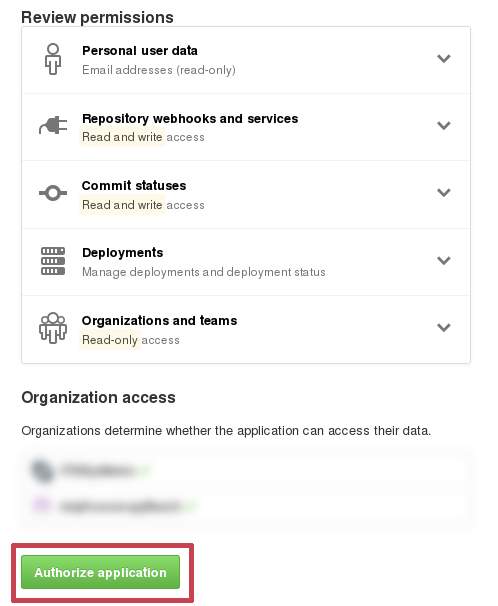 Review permissions
Personal user data
Email addresses (read-only)
Repository webhooks and services
Read and write access
Commit statuses
Read and write access
Deployments
Manage deployments and deployment status
Organizations and teams
Read-only access
Organization access
Organizations determine whether the application can access their data.
Authorize application